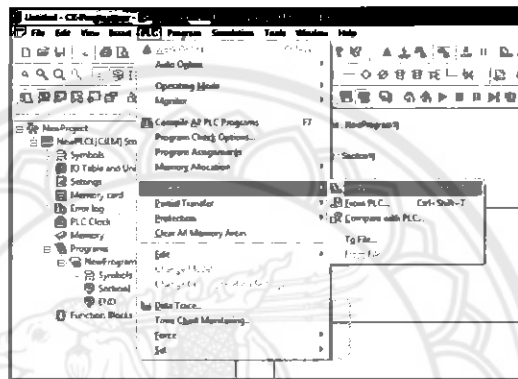 Untitled - CX-Programmer -
File Edit View Insert PLC Program Simulation Tools Window Help
Auto Online
Operating Mode
Monitor
Compile All PLC Programs F7
Program Check Options...
Program Assignments
Memory Allocation
Partial Transfer
Protection
Clear All Memory Areas
Edit
Data Trace...
Time Chart Monitoring...
Force
Set
From PLC... Ctrl+Shift+T
Compare with PLC...
To File...
From File
NewProject
Symbols
IO Table and Uni
Settings
Memory card
Error log
PLC Clock
Memory
Programs
NewProgram
Symbols
Section1
END
Function Blocks
NewProgram1]
Section1]